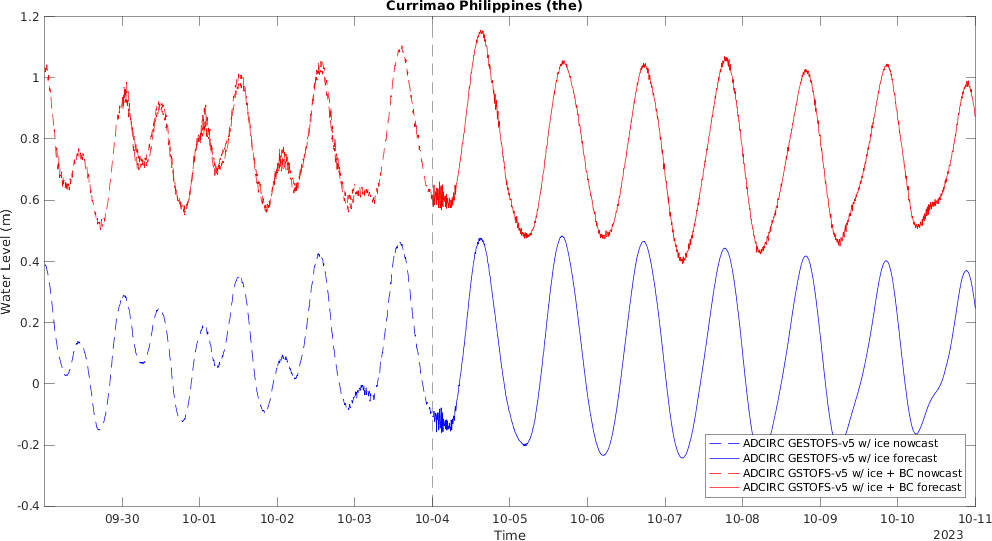 Currimao Philippines (the)
1.2
1
0.8
0.6
0.4
0.2
0
-0.2
-0.4
Water Level (m)
ADCIRC GESTOFS-v5 w/ ice nowcast
ADCIRC GESTOFS-v5 w/ ice forecast
ADCIRC GSTOFS-v5 w/ ice + BC nowcast
ADCIRC GSTOFS-v5 w/ ice + BC forecast
09-30 10-01 10-02 10-03 10-04 10-05 10-06 10-07 10-08 10-09 10-10 10-11
Time
2023